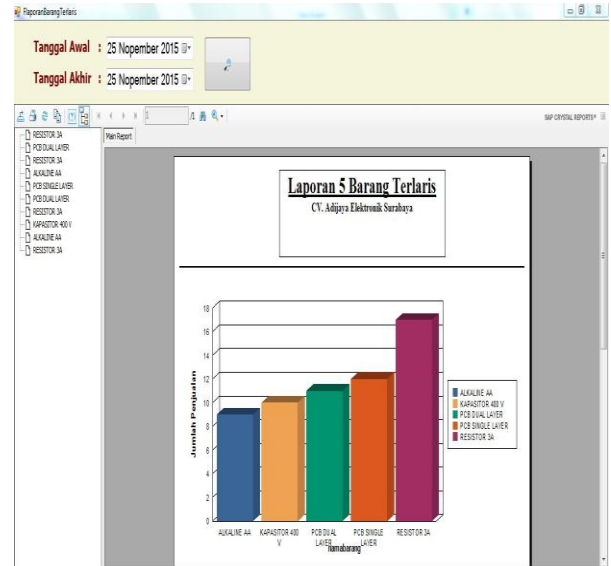 FlaporanBarangTerlaris
Tanggal Awal : 25 Nopember 2015
Tanggal Akhir : 25 Nopember 2015
SAP CRYSTAL REPORTS®
Main Report
RESISTOR 3A
PCB DUAL LAYER
RESISTOR 3A
ALKALINE AA
PCB SINGLE LAYER
PCB DUAL LAYER
RESISTOR 3A
KAPASITOR 400 V
ALKALINE AA
RESISTOR 3A
Laporan 5 Barang Terlaris
CV. Adijaya Elektronik Surabaya
Jumlah Penjualan
18
16
14
12
10
8
6
4
2
0
ALKALINE AA
KAPASITOR 400 V
PCB DUAL LAYER
PCB SINGLE LAYER
RESISTOR 3A
namabarang
ALKALINE AA
KAPASITOR 400 V
PCB DUAL LAYER
PCB SINGLE LAYER
RESISTOR 3A